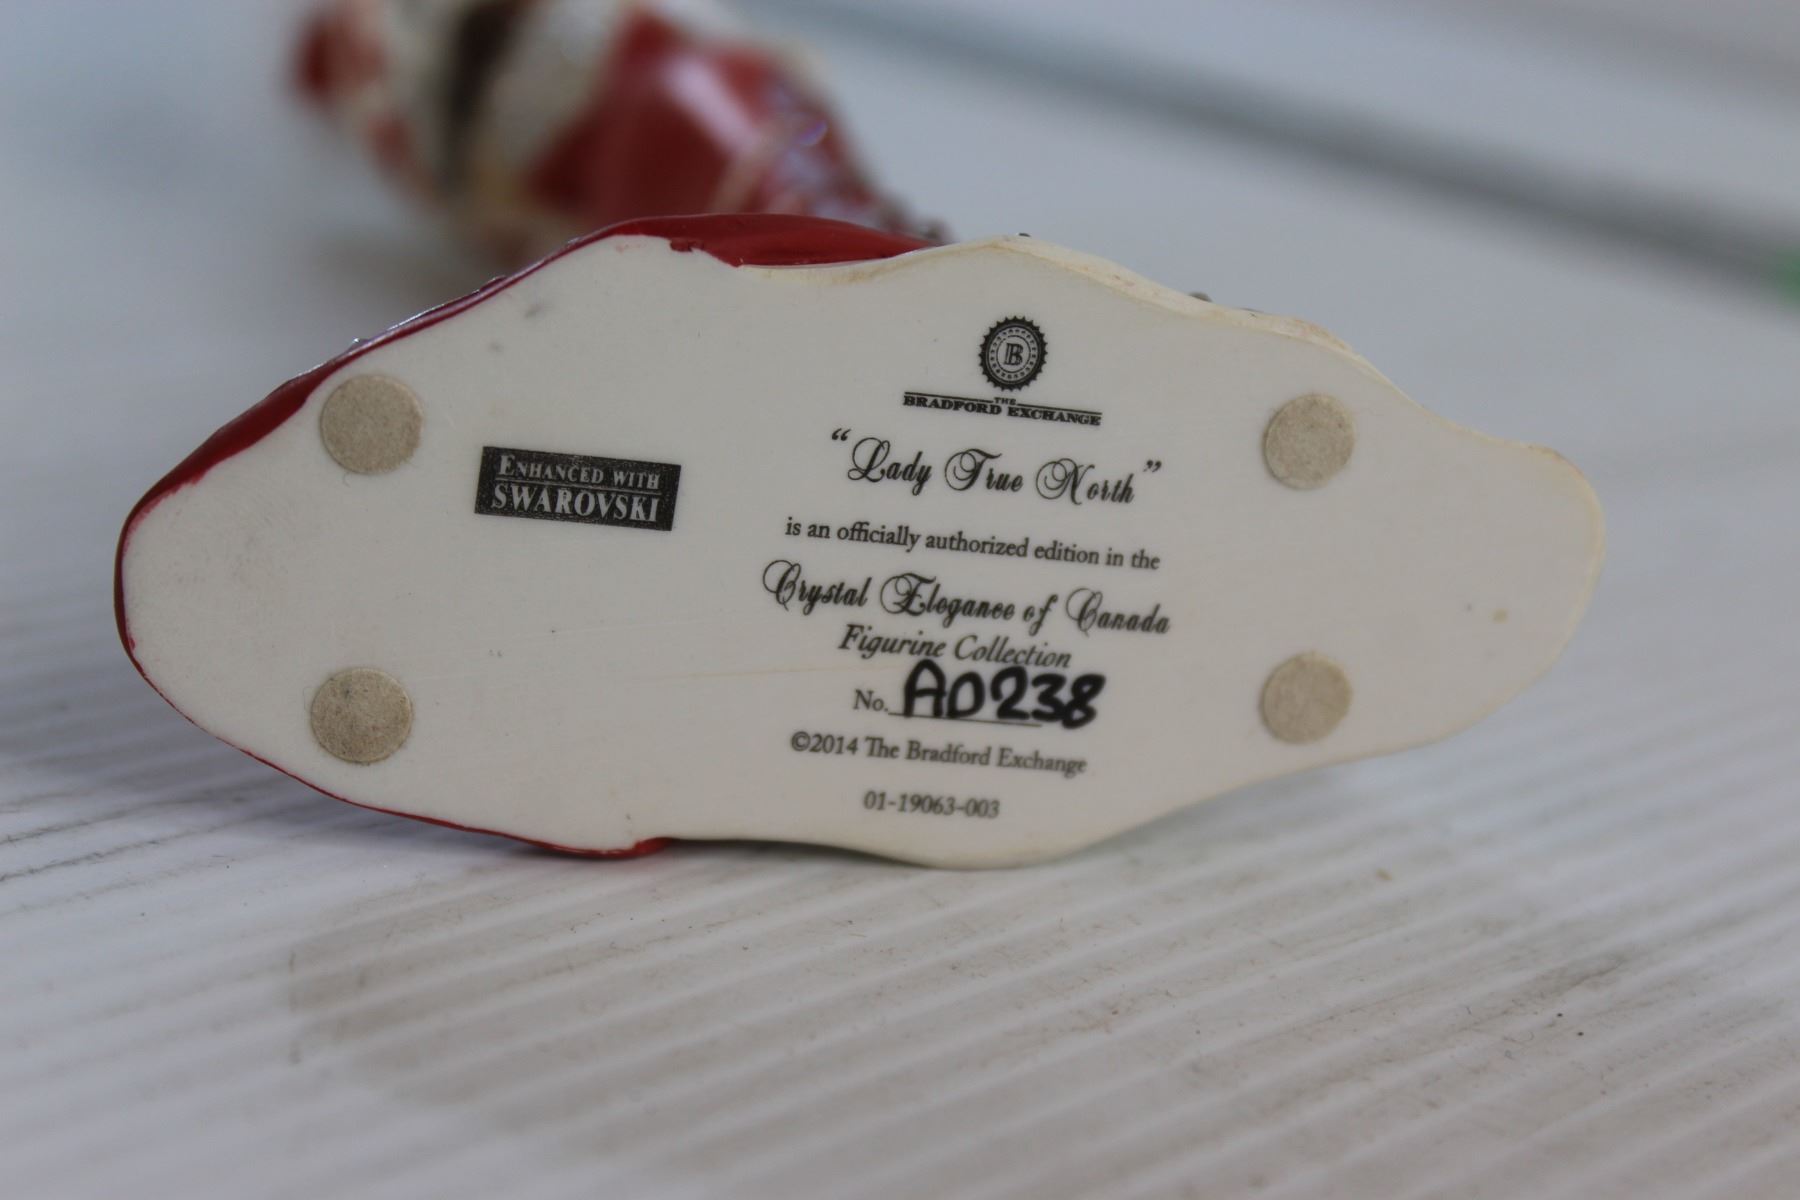 B
THE
BRADFORD EXCHANGE
ENHANCED WITH
SWAROVSKI
“Lady True North”
is an officially authorized edition in the
Crystal Elegance of Canada
Figurine Collection
No. AD238
©2014 The Bradford Exchange
01-19063-003